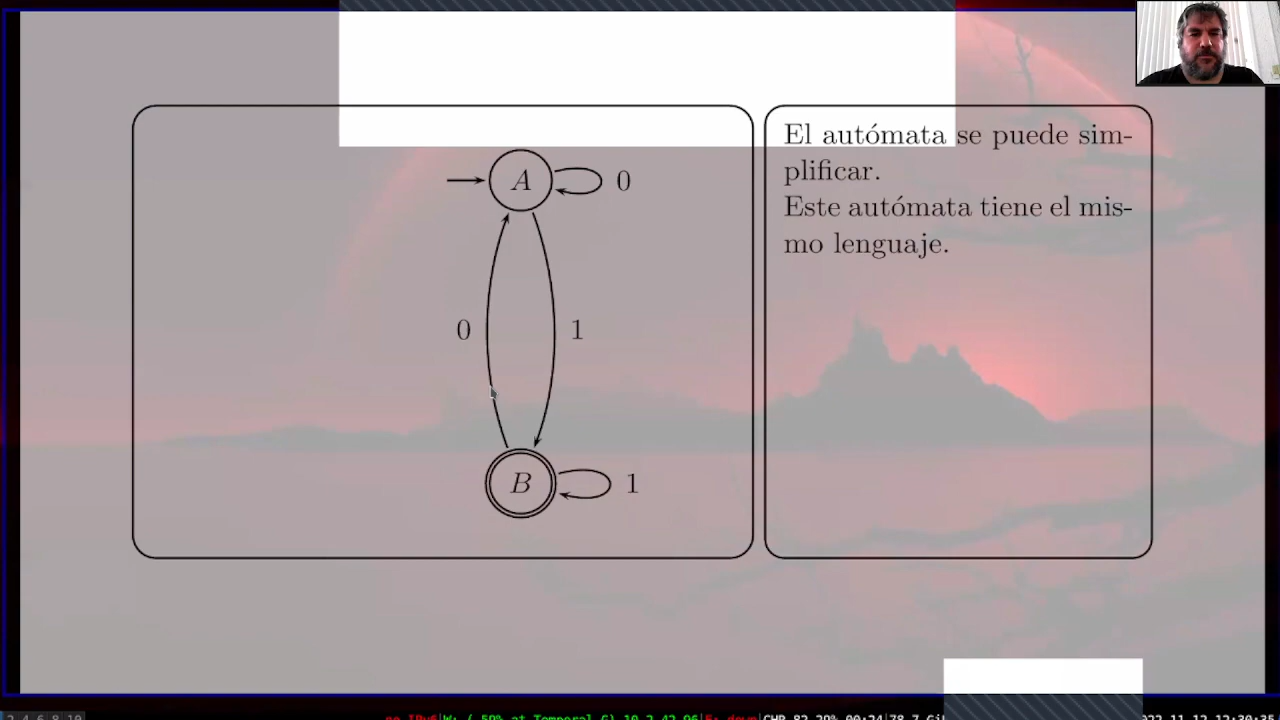 El autómata se puede sim-
plificar.
Este autómata tiene el mis-
mo lenguaje.
A
0
0
1
B
1